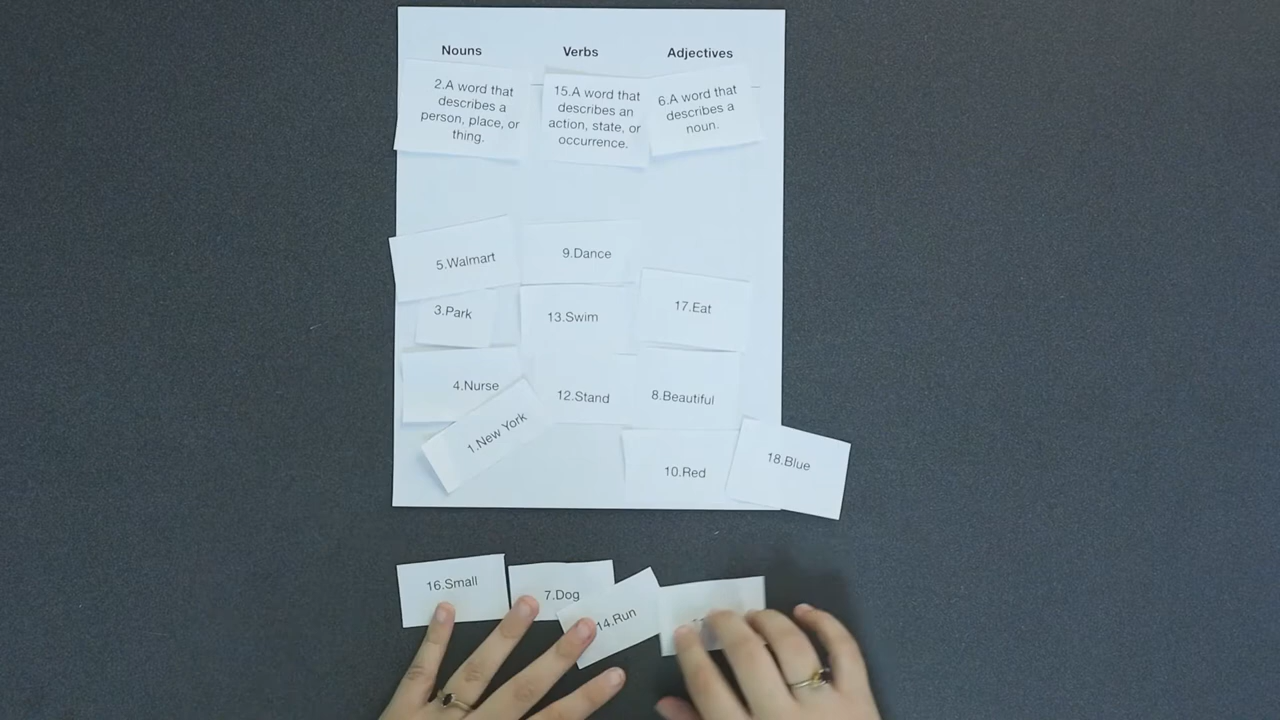 Nouns
Verbs
Adjectives
2.A word that
describes a
person, place, or
thing.
15.A word that
describes an
action, state, or
occurrence.
6.A word that
describes a
noun.
5.Walmart
9.Dance
3.Park
13.Swim
17.Eat
4.Nurse
12.Stand
8.Beautiful
1.New York
10.Red
18.Blue
16.Small
7.Dog
14.Run